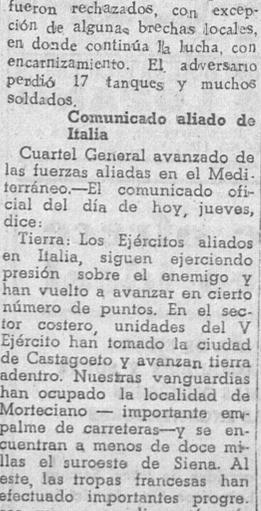 fueron rechazados, con excep-
ción de algunas brechas locales,
en donde continúa la lucha, con
encarnizamiento. El adversario
perdió 17 tanques y muchos
soldados.
Comunicado aliado de
Italia
Cuartel General avanzado de
las fuerzas aliadas en el Medi-
terráneo.—El comunicado ofi-
cial del día de hoy, jueves,
dice:
Tierra: Los Ejércitos aliados
en Italia, siguen ejerciendo
presión sobre el enemigo y
han vuelto a avanzar en cierto
número de puntos. En el sec-
tor costero, unidades del V
Ejército han tomado la ciudad
de Castagoeto y avanzan tierra
adentro. Nuestras vanguardias
han ocupado la localidad de
Morteciano — importante em-
palme de carreteras—y se en-
cuentran a menos de doce mi-
llas el suroeste de Siena. Al
este, las tropas francesas han
efectuado importantes progre.